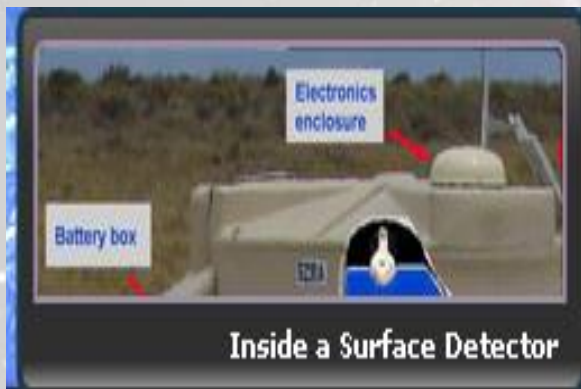 Electronics
enclosure
Battery box
Inside a Surface Detector